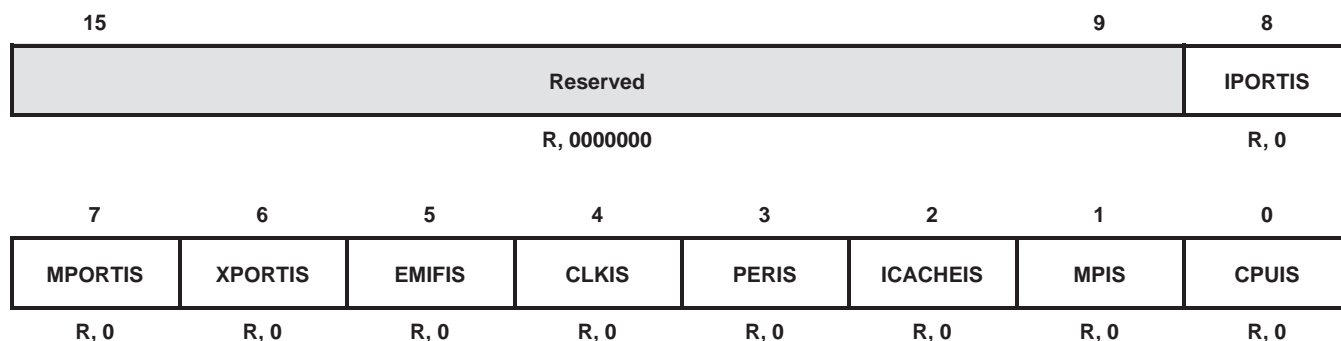 15 9 8
Reserved IPORTIS
R, 0000000 R, 0
7 6 5 4 3 2 1 0
MPORTIS XPORTIS EMIFIS CLKIS PERIS ICACHEIS MPIS CPUIS
R, 0 R, 0 R, 0 R, 0 R, 0 R, 0 R, 0 R, 0